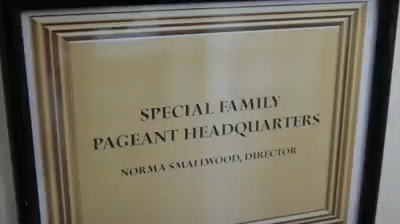 SPECIAL FAMILY
PAGEANT HEADQUARTERS
NORMA SMALLWOOD, DIRECTOR